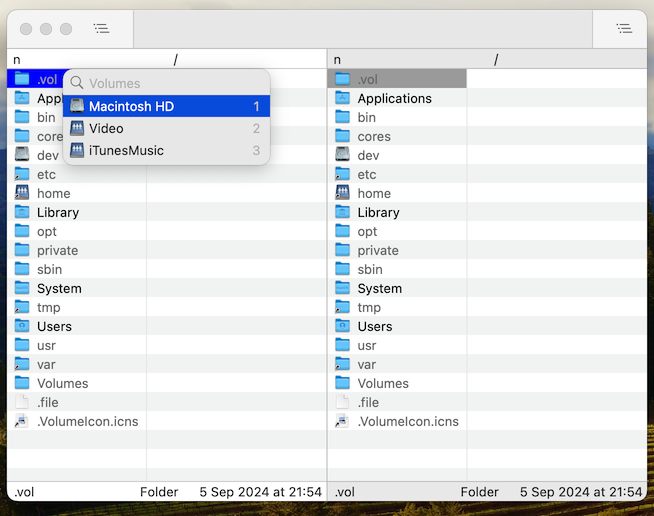 n /
n /
.vol
Volumes
Macintosh HD 1
Video 2
iTunesMusic 3
bin
dev
etc
home
Library
opt
private
sbin
System
tmp
Users
usr
var
Volumes
.file
.VolumeIcon.icns
.vol
Applications
bin
cores
dev
etc
home
Library
opt
private
sbin
System
tmp
Users
usr
var
Volumes
.file
.VolumeIcon.icns
.vol Folder 5 Sep 2024 at 21:54
.vol Folder 5 Sep 2024 at 21:54